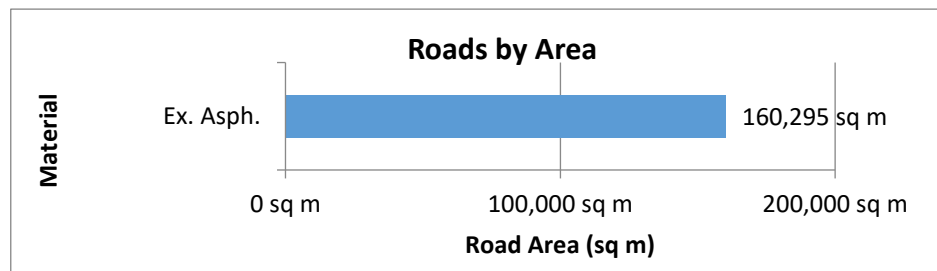 Roads by Area
Material
Ex. Asph.
160,295 sq m
0 sq m
100,000 sq m
200,000 sq m
Road Area (sq m)